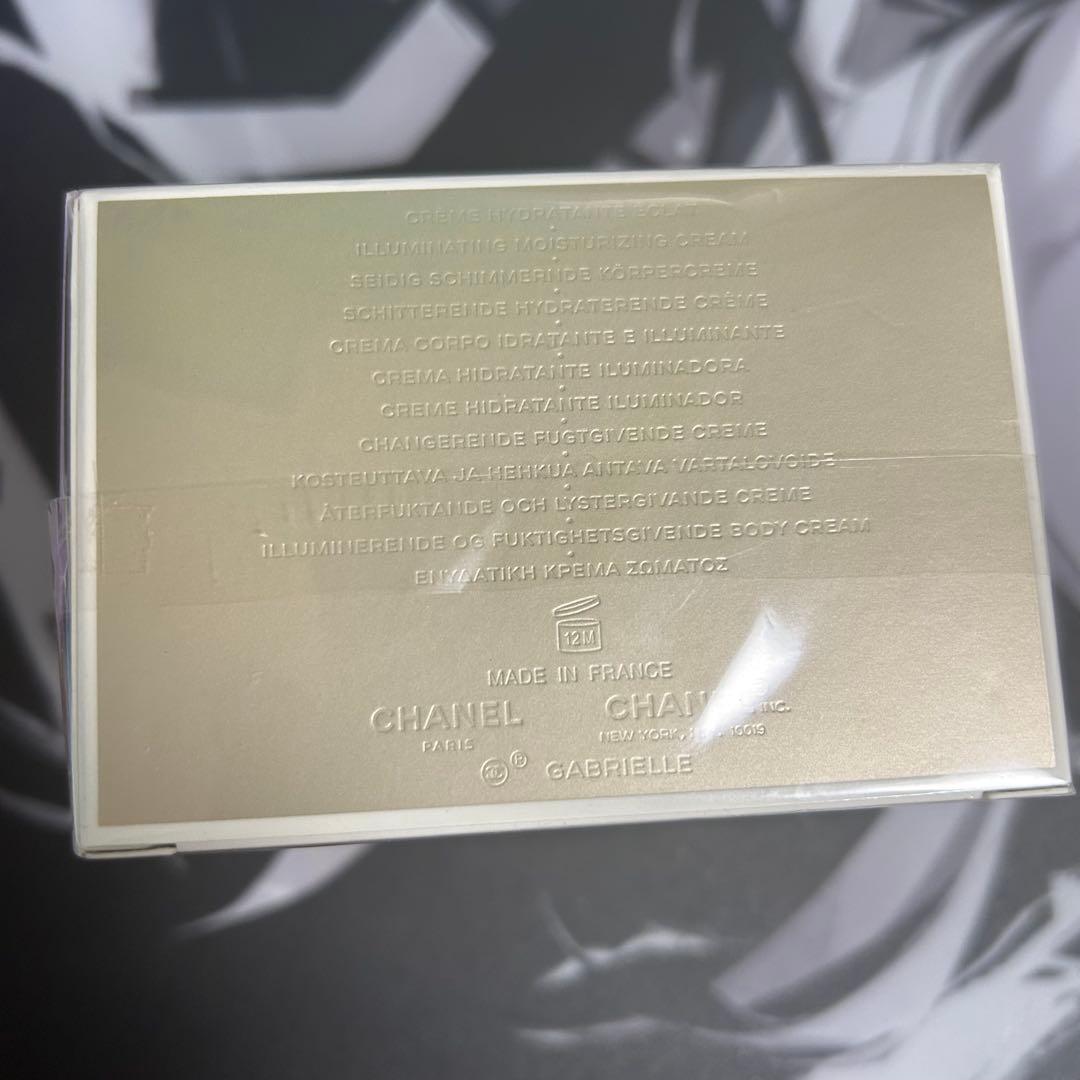 CRÈME HYDRATANTE ÉCLAT
ILLUMINATING MOISTURIZING CREAM
SEIDIG SCHIMMERNDE KÖRPERCREME
SCHITTERENDE HYDRATERENDE CRÈME
CREMA CORPO IDRATANTE E ILLUMINANTE
CREMA HIDRATANTE ILUMINADORA
CREME HIDRATANTE ILUMINADOR
CHANGERENDE FUGTGIVENDE CREME
KOSTEUTTAVA JA HEHKUA ANTAVA VARTALOVOIDE
ÅTERFUKTANDE OCH LYSTERGIVANDE CREME
ILLUMINERENDE OG FUKTIGHETSGIVENDE BODY CREAM
ΕΝΥΔΑΤΙΚΗ ΚΡΕΜΑ ΣΩΜΑΤΟΣ
12M
MADE IN FRANCE
CHANEL INC.
CHANEL
PARIS
NEW YORK, 10019
® GABRIELLE